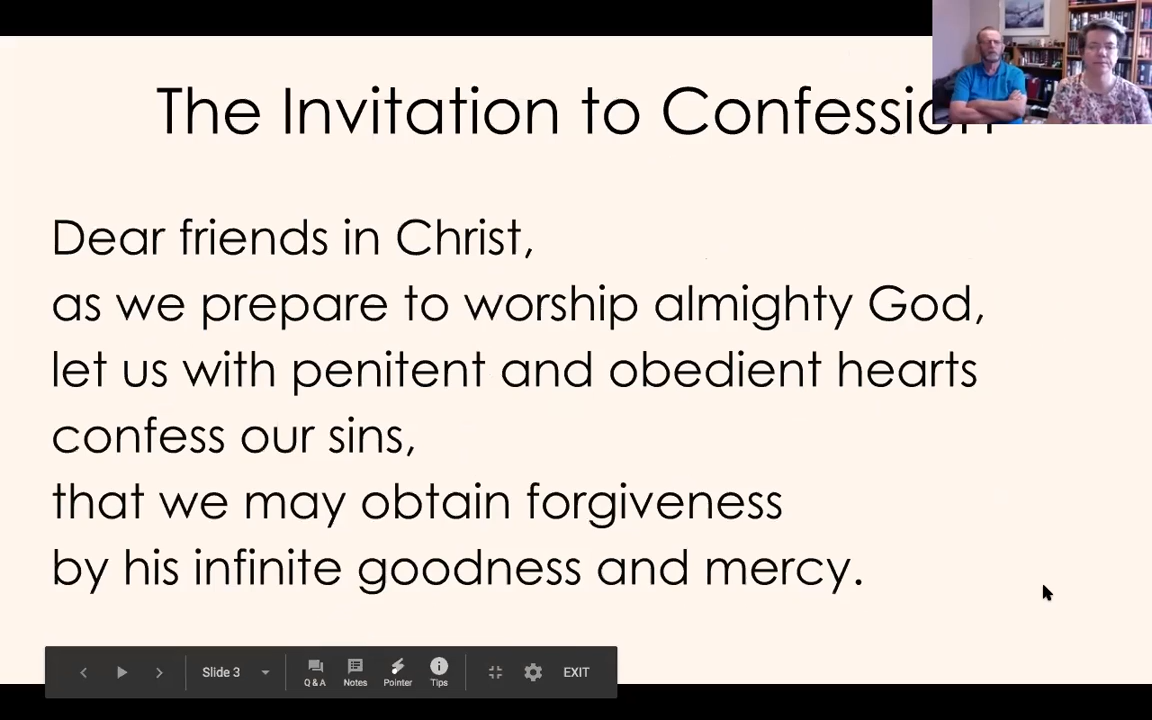 The Invitation to Confession
Dear friends in Christ,
as we prepare to worship almighty God,
let us with penitent and obedient hearts
confess our sins,
that we may obtain forgiveness
by his infinite goodness and mercy.
Slide 3
Q & A
Notes
Pointer
Tips
EXIT